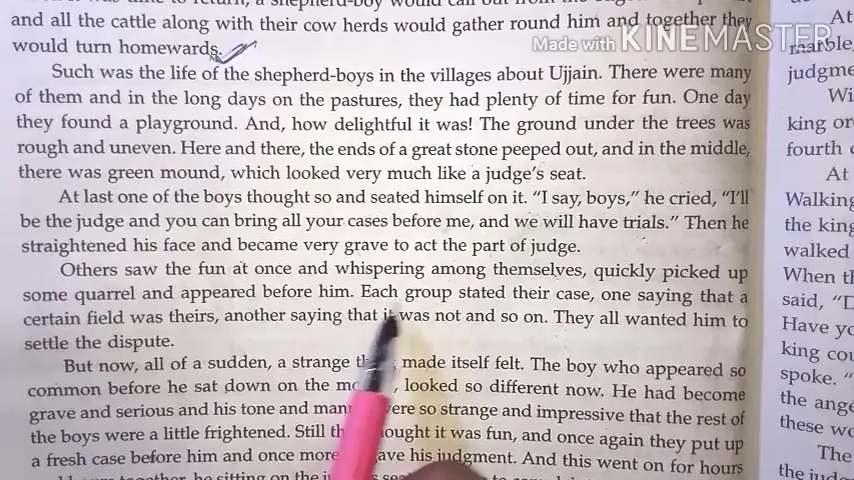 and all the cattle along with their cow herds would gather round him and together they
would turn homewards.
Made with KINEMASTER
Such was the life of the shepherd-boys in the villages about Ujjain. There were many
of them and in the long days on the pastures, they had plenty of time for fun. One day
they found a playground. And, how delightful it was! The ground under the trees was
rough and uneven. Here and there, the ends of a great stone peeped out, and in the middle,
there was green mound, which looked very much like a judge's seat.
At last one of the boys thought so and seated himself on it. "I say, boys," he cried, "I'll
be the judge and you can bring all your cases before me, and we will have trials." Then he
straightened his face and became very grave to act the part of judge.
Others saw the fun at once and whispering among themselves, quickly picked up
some quarrel and appeared before him. Each group stated their case, one saying that a
certain field was theirs, another saying that it was not and so on. They all wanted him to
settle the dispute.
But now, all of a sudden, a strange made itself felt. The boy who appeared so
common before he sat down on the looked so different now. He had become
grave and serious and his tone and were so strange and impressive that the rest of
the boys were a little frightened. Still thought it was fun, and once again they put up
a fresh case before him and once more gave his judgment. And this went on for hours
he sitting on the
At
marble,
judgme
Wi
king or
fourth
At
Walking
the king
walked
When th
said, "D
Have yo
king cou
spoke. "
the ange
these wo
The
the judg